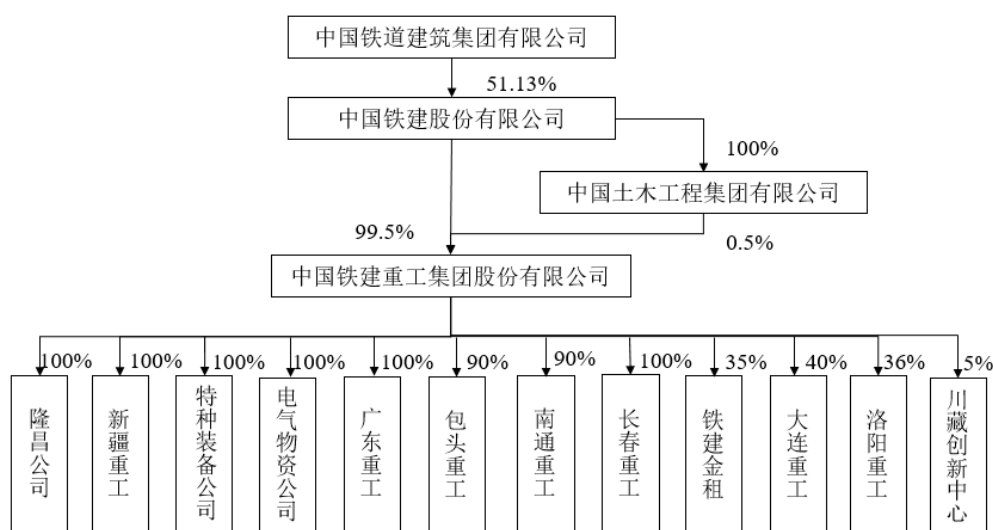 中国铁道建筑集团有限公司
51.13%
中国铁建股份有限公司
100%
中国土木工程集团有限公司
99.5%
0.5%
中国铁建重工集团股份有限公司
100%
100%
100%
100%
100%
90%
90%
100%
35%
40%
36%
5%
隆昌公司
新疆重工
特种装备公司
电气物资公司
广东重工
包头重工
南通重工
长春重工
铁建金租
大连重工
洛阳重工
川藏创新中心